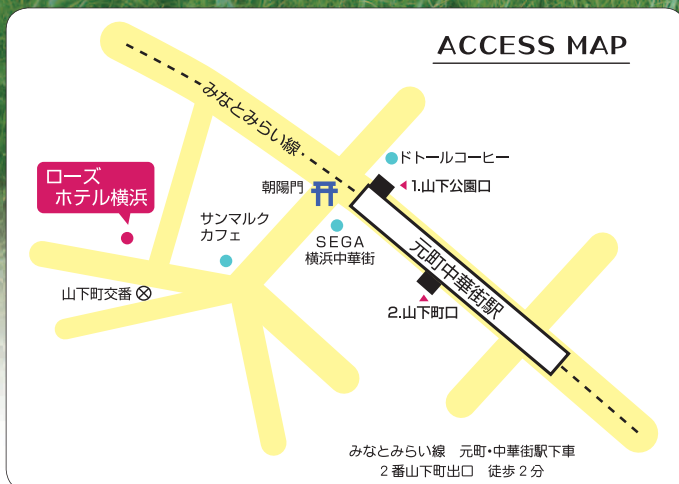 ACCESS MAP
みなとみらい線
ドトールコーヒー
1.山下公園口
朝陽門
ローズ
ホテル横浜
サンマルク
カフェ
SEGA
横浜中華街
元町中華街駅
山下町交番
2.山下町口
みなとみらい線 元町・中華街駅下車
2番山下町出口 徒歩2分